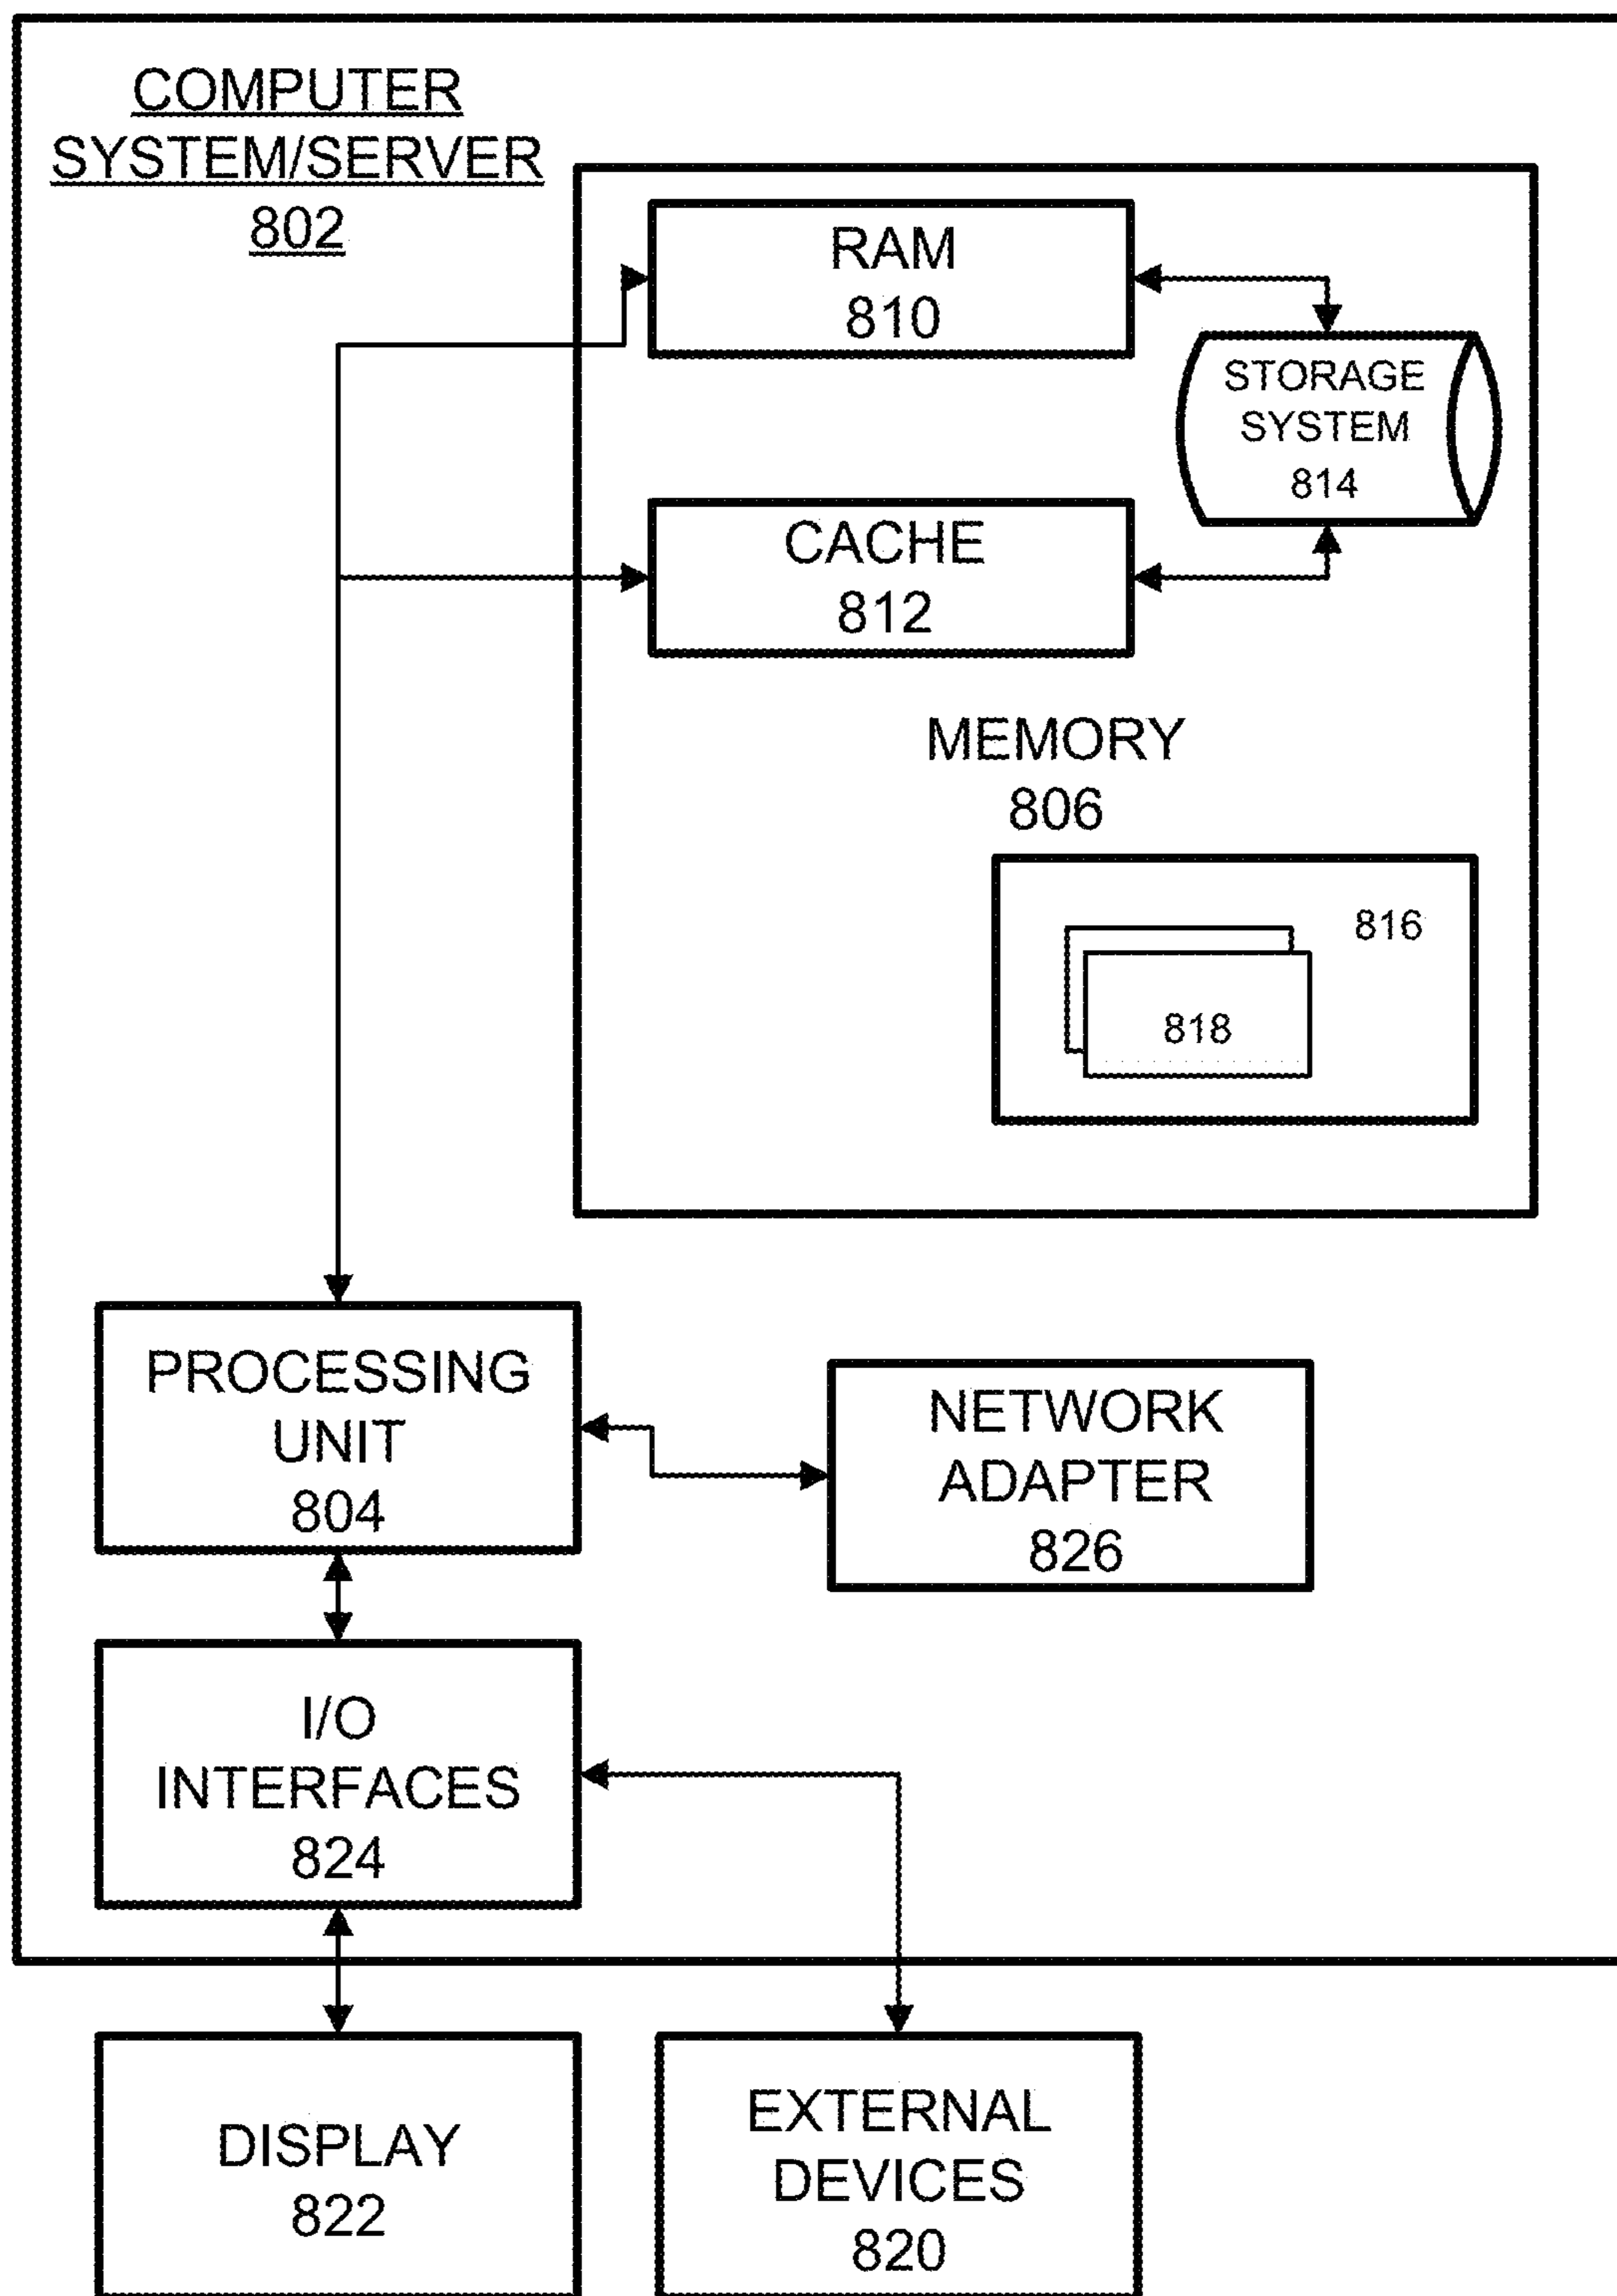 COMPUTER
SYSTEM/SERVER
802
RAM
810
STORAGE
SYSTEM
814
CACHE
812
MEMORY
806
816
818
PROCESSING
UNIT
804
NETWORK
ADAPTER
826
I/O
INTERFACES
824
DISPLAY
822
EXTERNAL
DEVICES
820